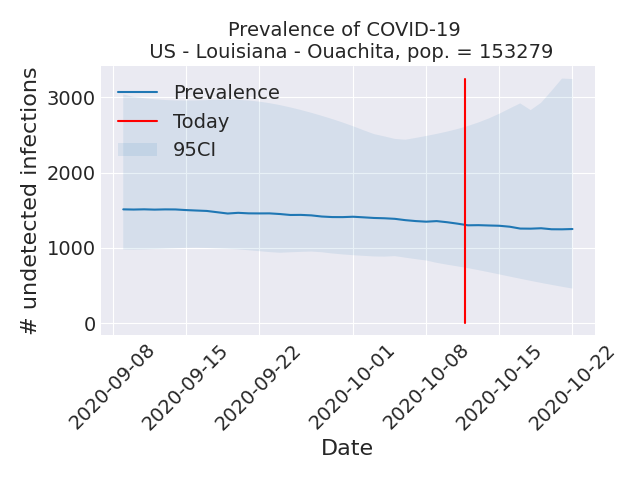 Prevalence of COVID-19
US - Louisiana - Ouachita, pop. = 153279
# undetected infections
3000
2000
1000
0
Prevalence
Today
95CI
2020-09-08
2020-09-15
2020-09-22
2020-10-01
2020-10-08
2020-10-15
2020-10-22
Date